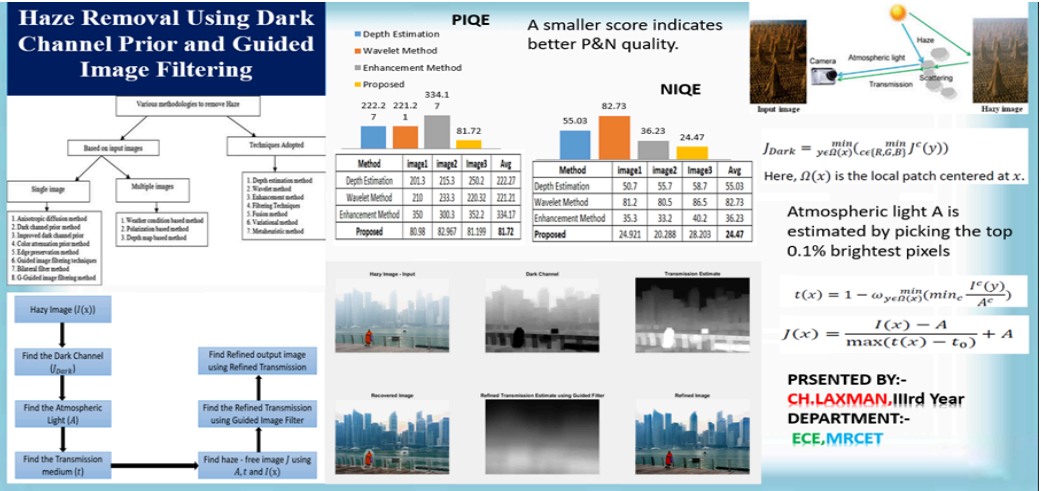 Haze Removal Using Dark
Channel Prior and Guided
Image Filtering
Various methodologies to remove Haze
Based on input images
Techniques Adopted
Single image
Multiple images
1. Anisotropic diffusion method
2. Dark channel prior method
3. Improved dark channel prior
4. Color attenuation prior method
5. Edge preservation method
6. Guided image filtering techniques
7. Bilateral filter method
8. G-Guided image filtering method
1. Weather condition based method
2. Polarization based method
3. Depth map based method
1. Depth estimation method
2. Wavelet method
3. Enhancement method
4. Filtering Techniques
5. Fusion method
6. Variational method
7. Metaheuristic method
Hazy Image (I(x))
Find the Dark Channel
(J_Dark)
Find the Atmospheric
Light (A)
Find the Transmission
medium (t)
Find haze - free image J using
A, t and I(x)
Find the Refined Transmission
using Guided Image Filter
Find Refined output image
using Refined Transmission
PIQE
Depth Estimation
Wavelet Method
Enhancement Method
Proposed
222.2
7
221.2
1
334.1
7
81.72
Method image1 image2 Image3 Avg
Depth Estimation 201.3 215.3 250.2 222.27
Wavelet Method 210 233.3 220.32 221.21
Enhancement Method 350 300.3 352.2 334.17
Proposed 80.98 82.967 81.199 81.72
A smaller score indicates
better P&N quality.
NIQE
55.03
82.73
36.23
24.47
Method image1 image2 Image3 Avg
Depth Estimation 50.7 55.7 58.7 55.03
Wavelet Method 81.2 80.5 86.5 82.73
Enhancement Method 35.3 33.2 40.2 36.23
Proposed 24.921 20.288 28.203 24.47
Hazy Image - Input
Dark Channel
Transmission Estimate
Recovered Image
Refined Transmission Estimate using Guided Filter
Refined Image
Haze
Camera
Atmospheric light
Scattering
Transmission
Input image
Hazy image
J_Dark = min y∈Ω(x) (min c∈{R,G,B} J^c(y))
Here, Ω(x) is the local patch centered at x.
Atmospheric light A is
estimated by picking the top
0.1% brightest pixels
t(x) = 1 − ω min y∈Ω(x) (min_c I^c(y)/A^c)
J(x) = (I(x) − A)/max(t(x) − t_0) + A
PRSENTED BY:-
CH.LAXMAN,IIIrd Year
DEPARTMENT:-
ECE,MRCET